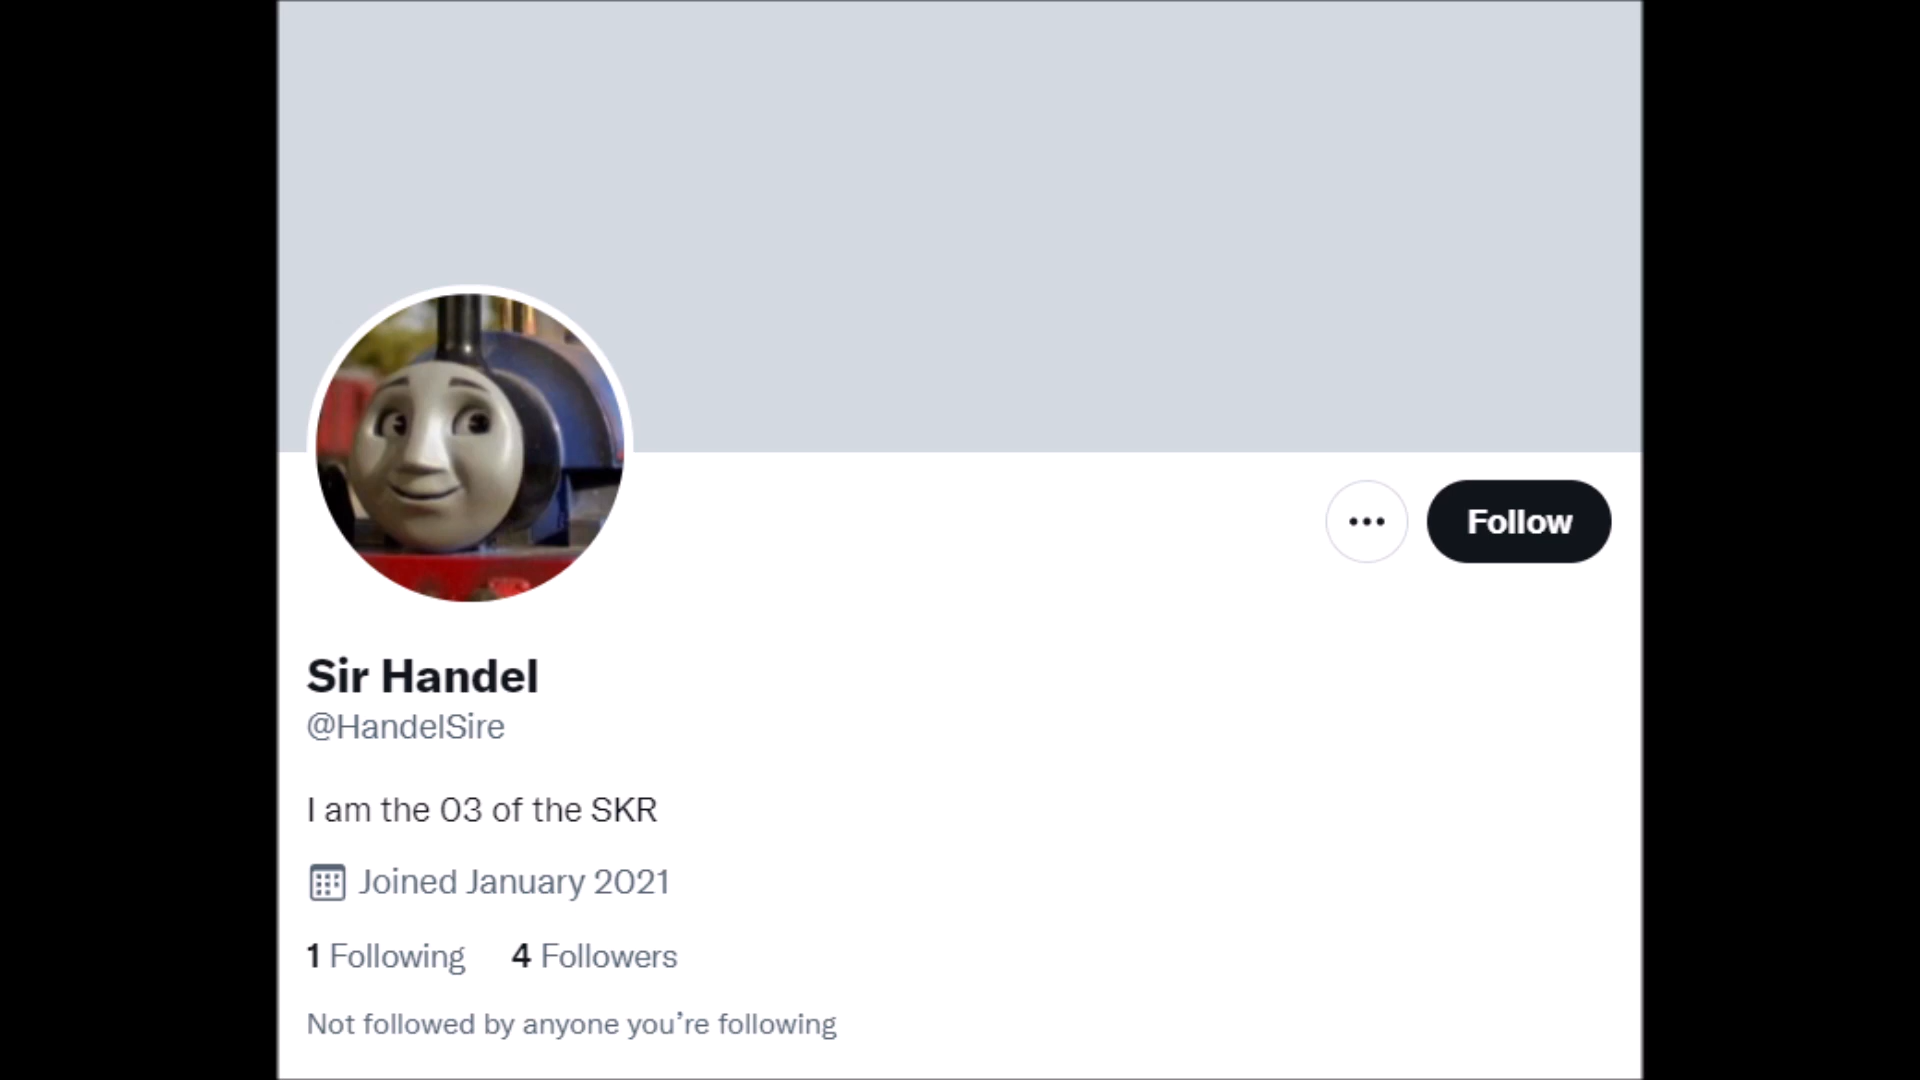 Follow
Sir Handel
@HandelSire
I am the 03 of the SKR
Joined January 2021
1 Following 4 Followers
Not followed by anyone you’re following